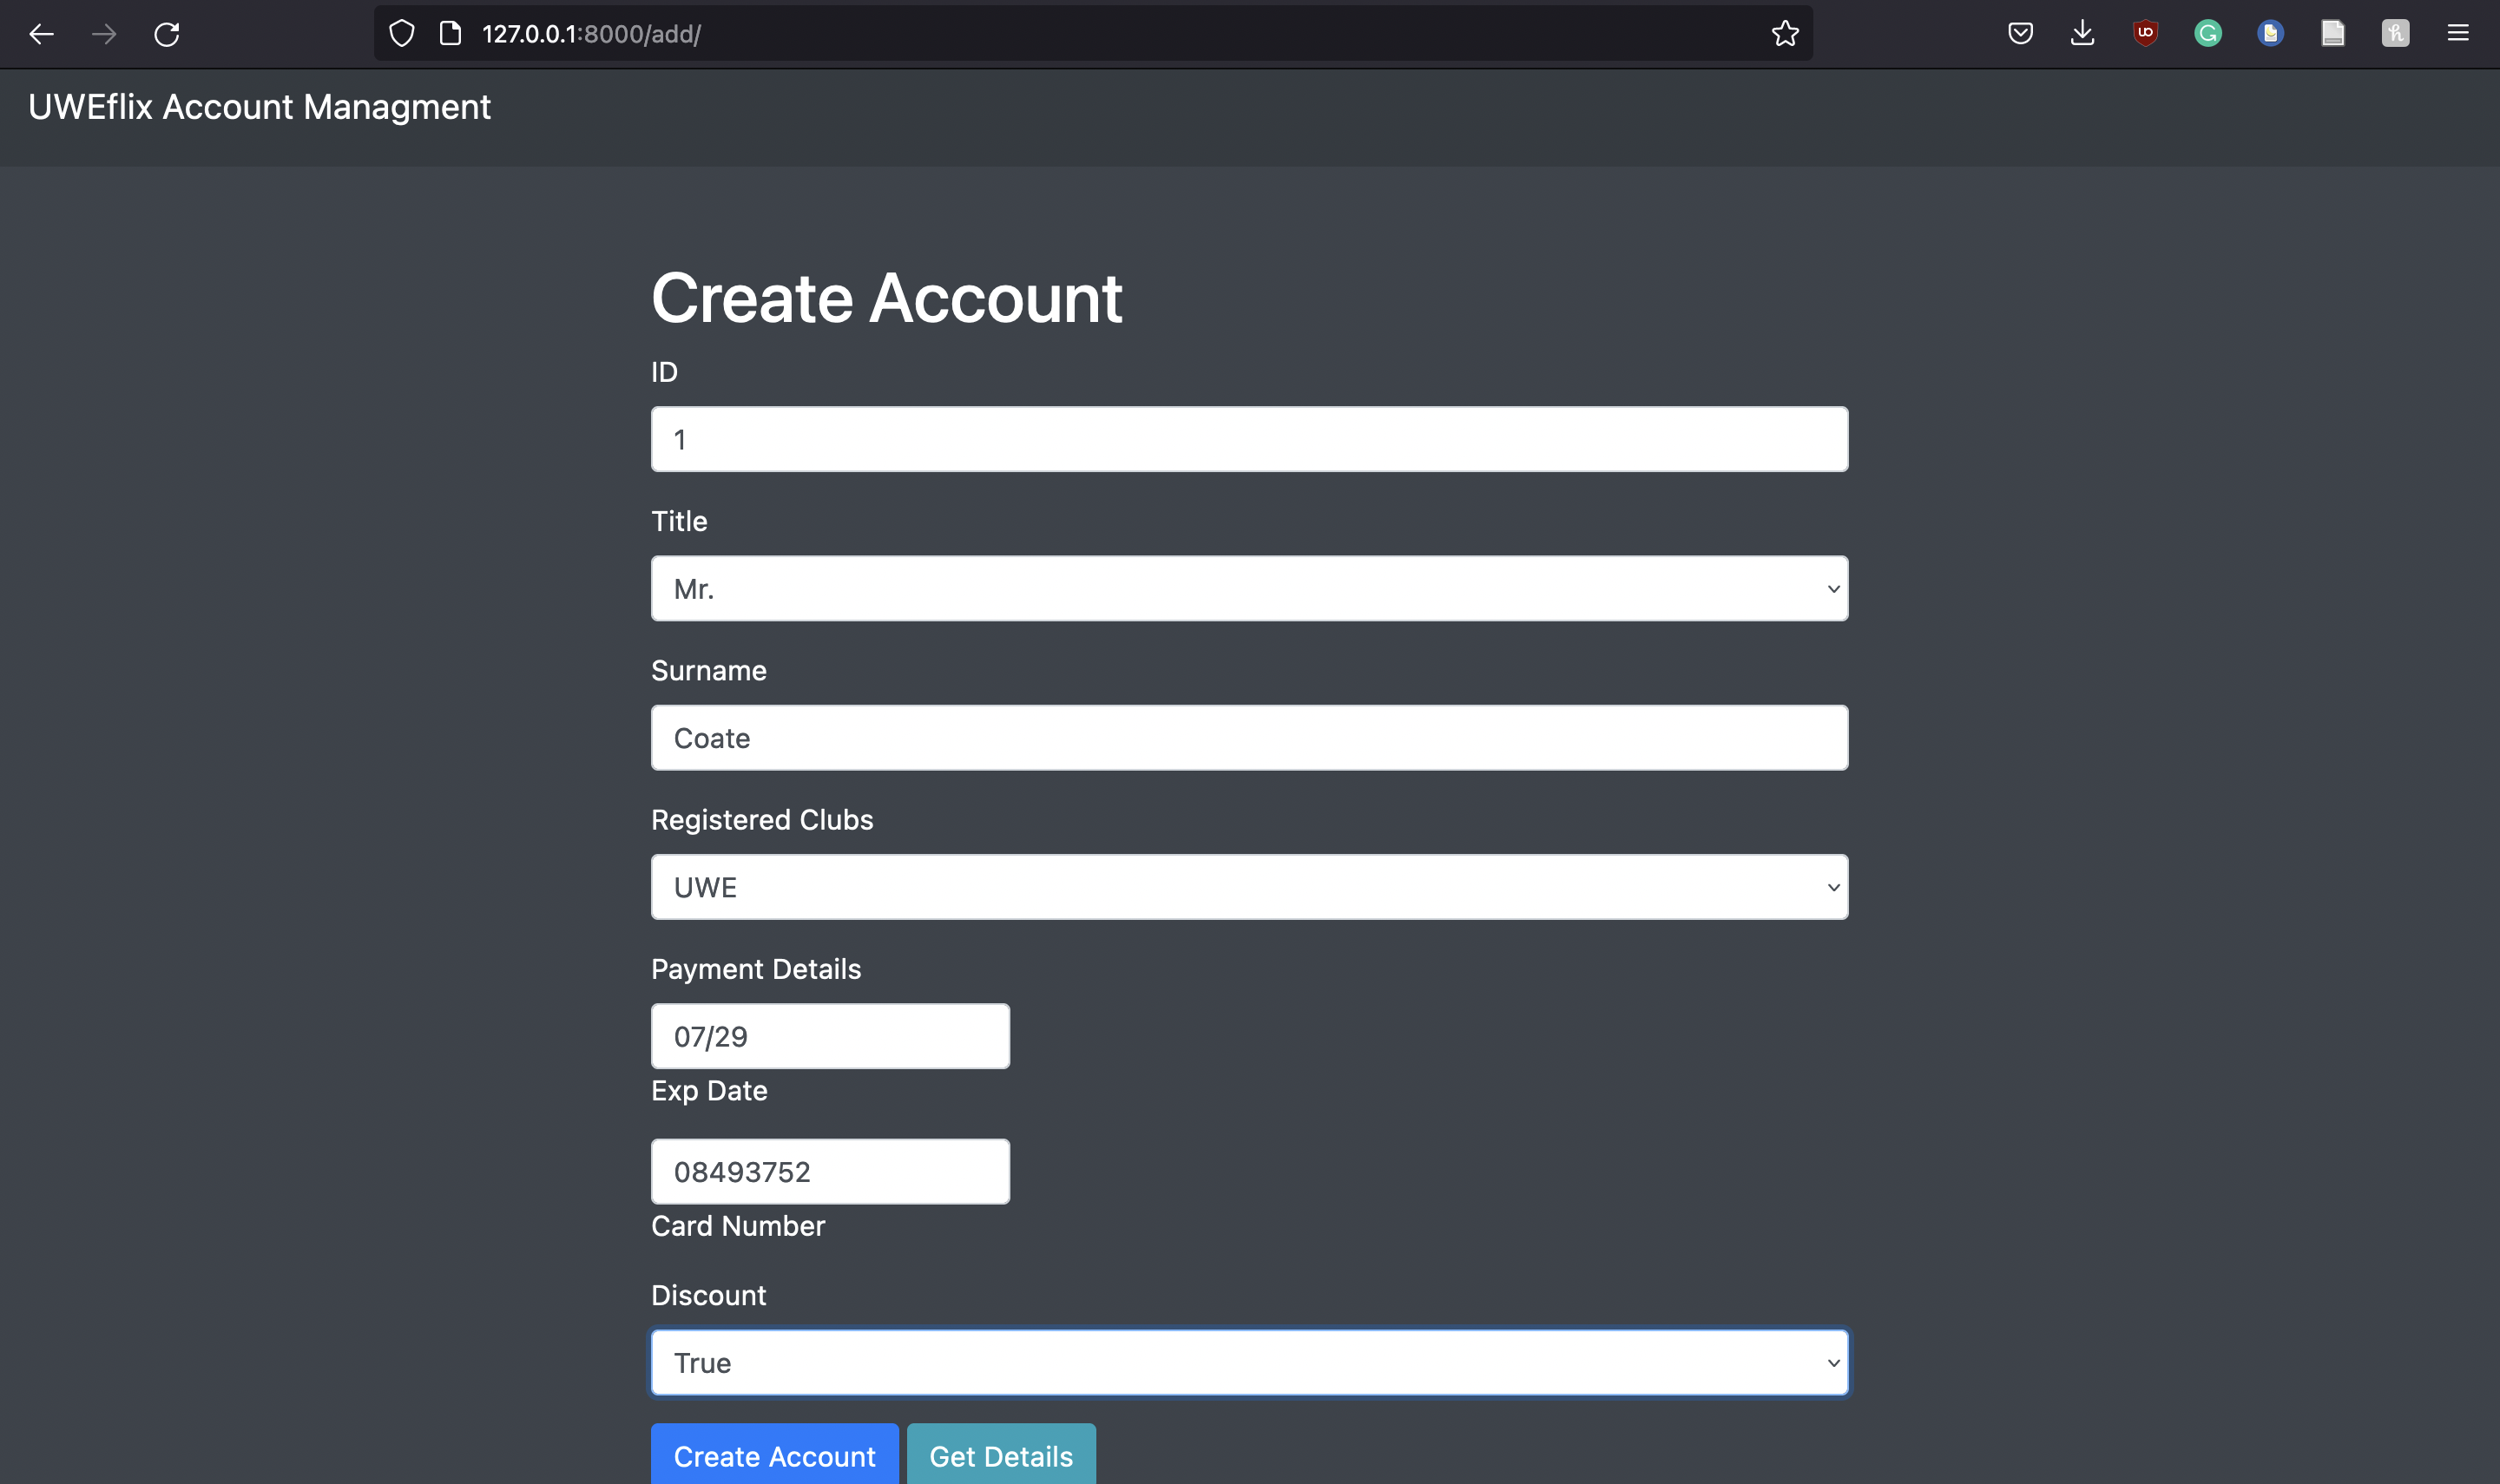 127.0.0.1:8000/add/
UWEflix Account Managment
Create Account
ID
1
Title
Mr.
Surname
Coate
Registered Clubs
UWE
Payment Details
07/29
Exp Date
08493752
Card Number
Discount
True
Create Account Get Details